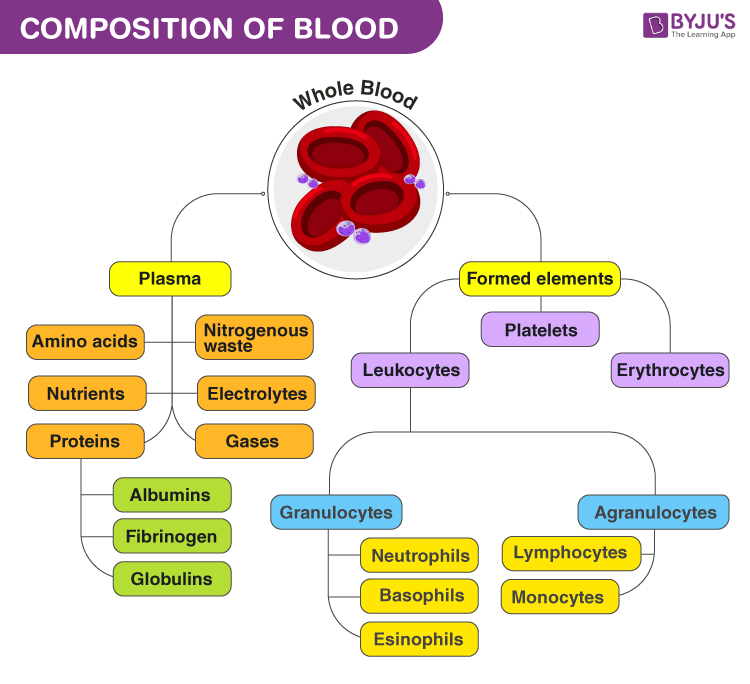 COMPOSITION OF BLOOD
BYJU'S
The Learning App
Whole Blood
Plasma
Formed elements
Amino acids
Nitrogenous
waste
Platelets
Leukocytes
Erythrocytes
Nutrients
Electrolytes
Proteins
Gases
Albumins
Fibrinogen
Globulins
Granulocytes
Agranulocytes
Neutrophils
Lymphocytes
Basophils
Monocytes
Esinophils